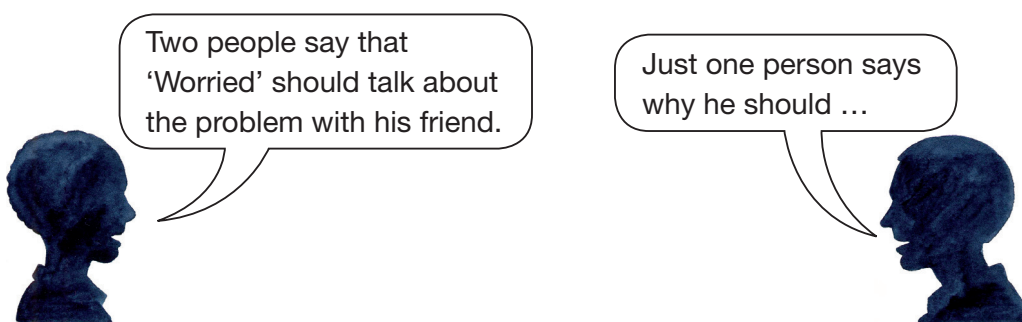 Two people say that
‘Worried’ should talk about
the problem with his friend.
Just one person says
why he should …